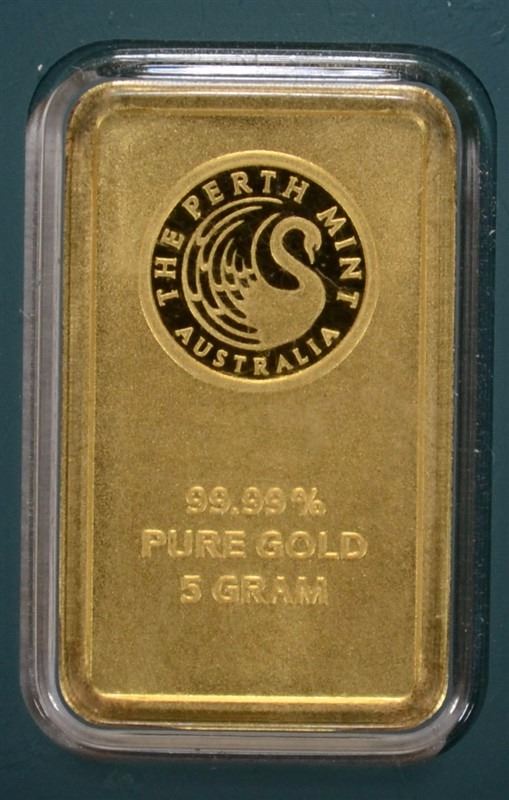 THE PERTH MINT
AUSTRALIA
99.99%
PURE GOLD
5 GRAM